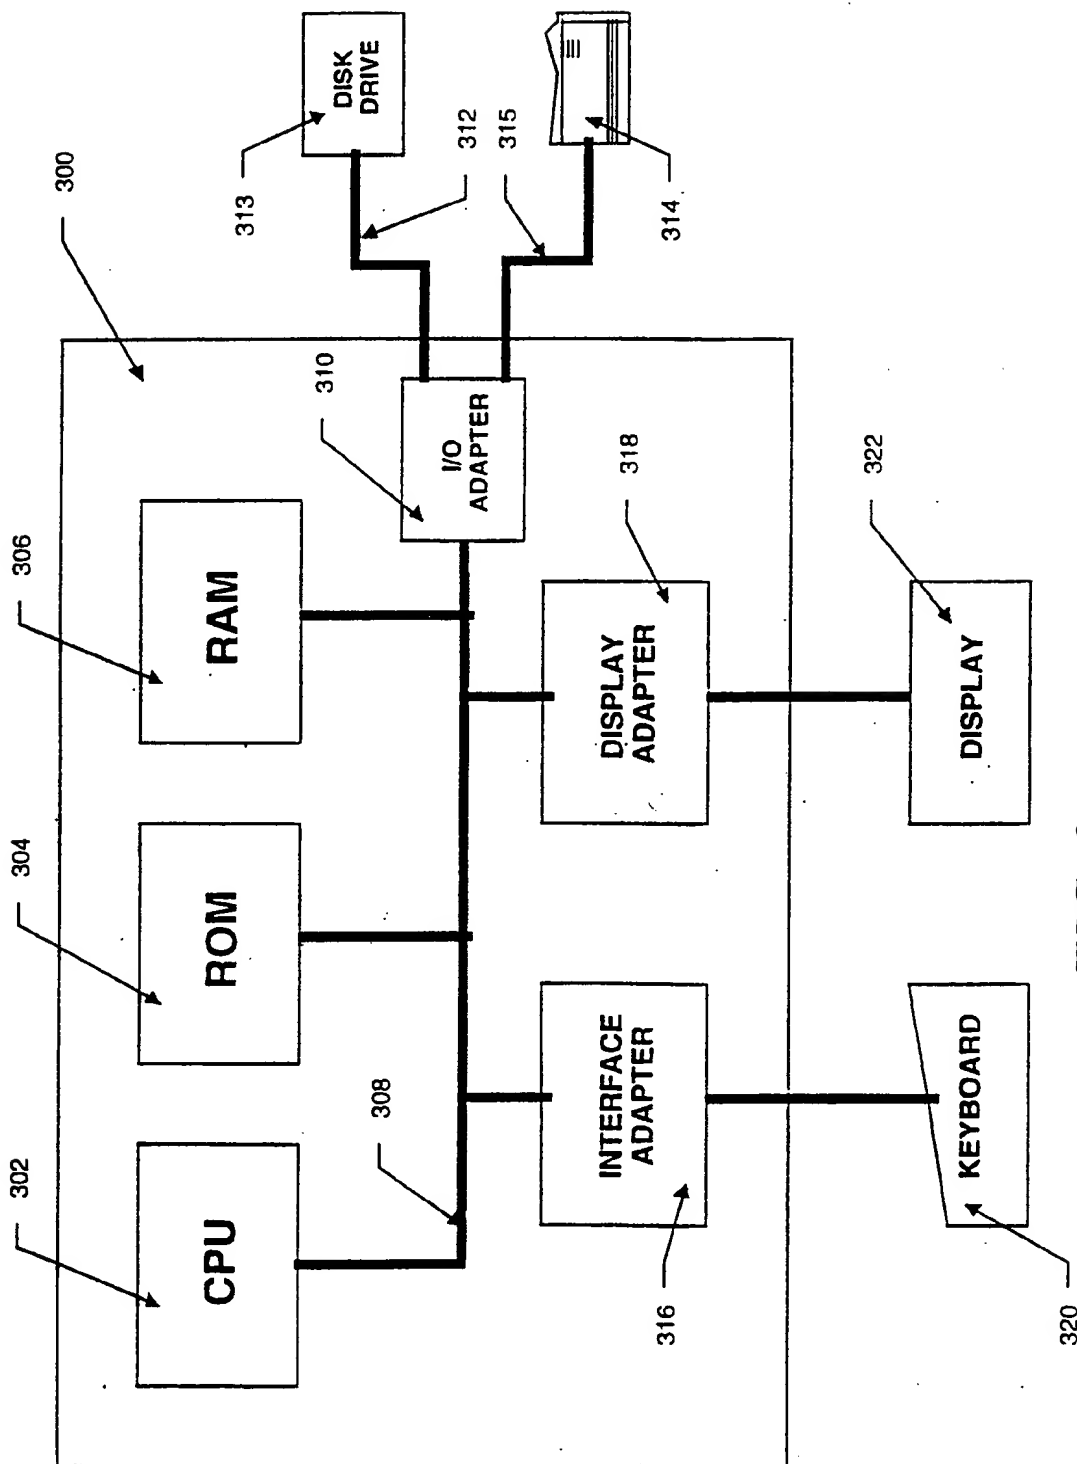 300
302
304
306
CPU
ROM
RAM
308
310
I/O
ADAPTER
313
DISK
DRIVE
312
315
314
316
INTERFACE
ADAPTER
318
DISPLAY
ADAPTER
320
KEYBOARD
322
DISPLAY